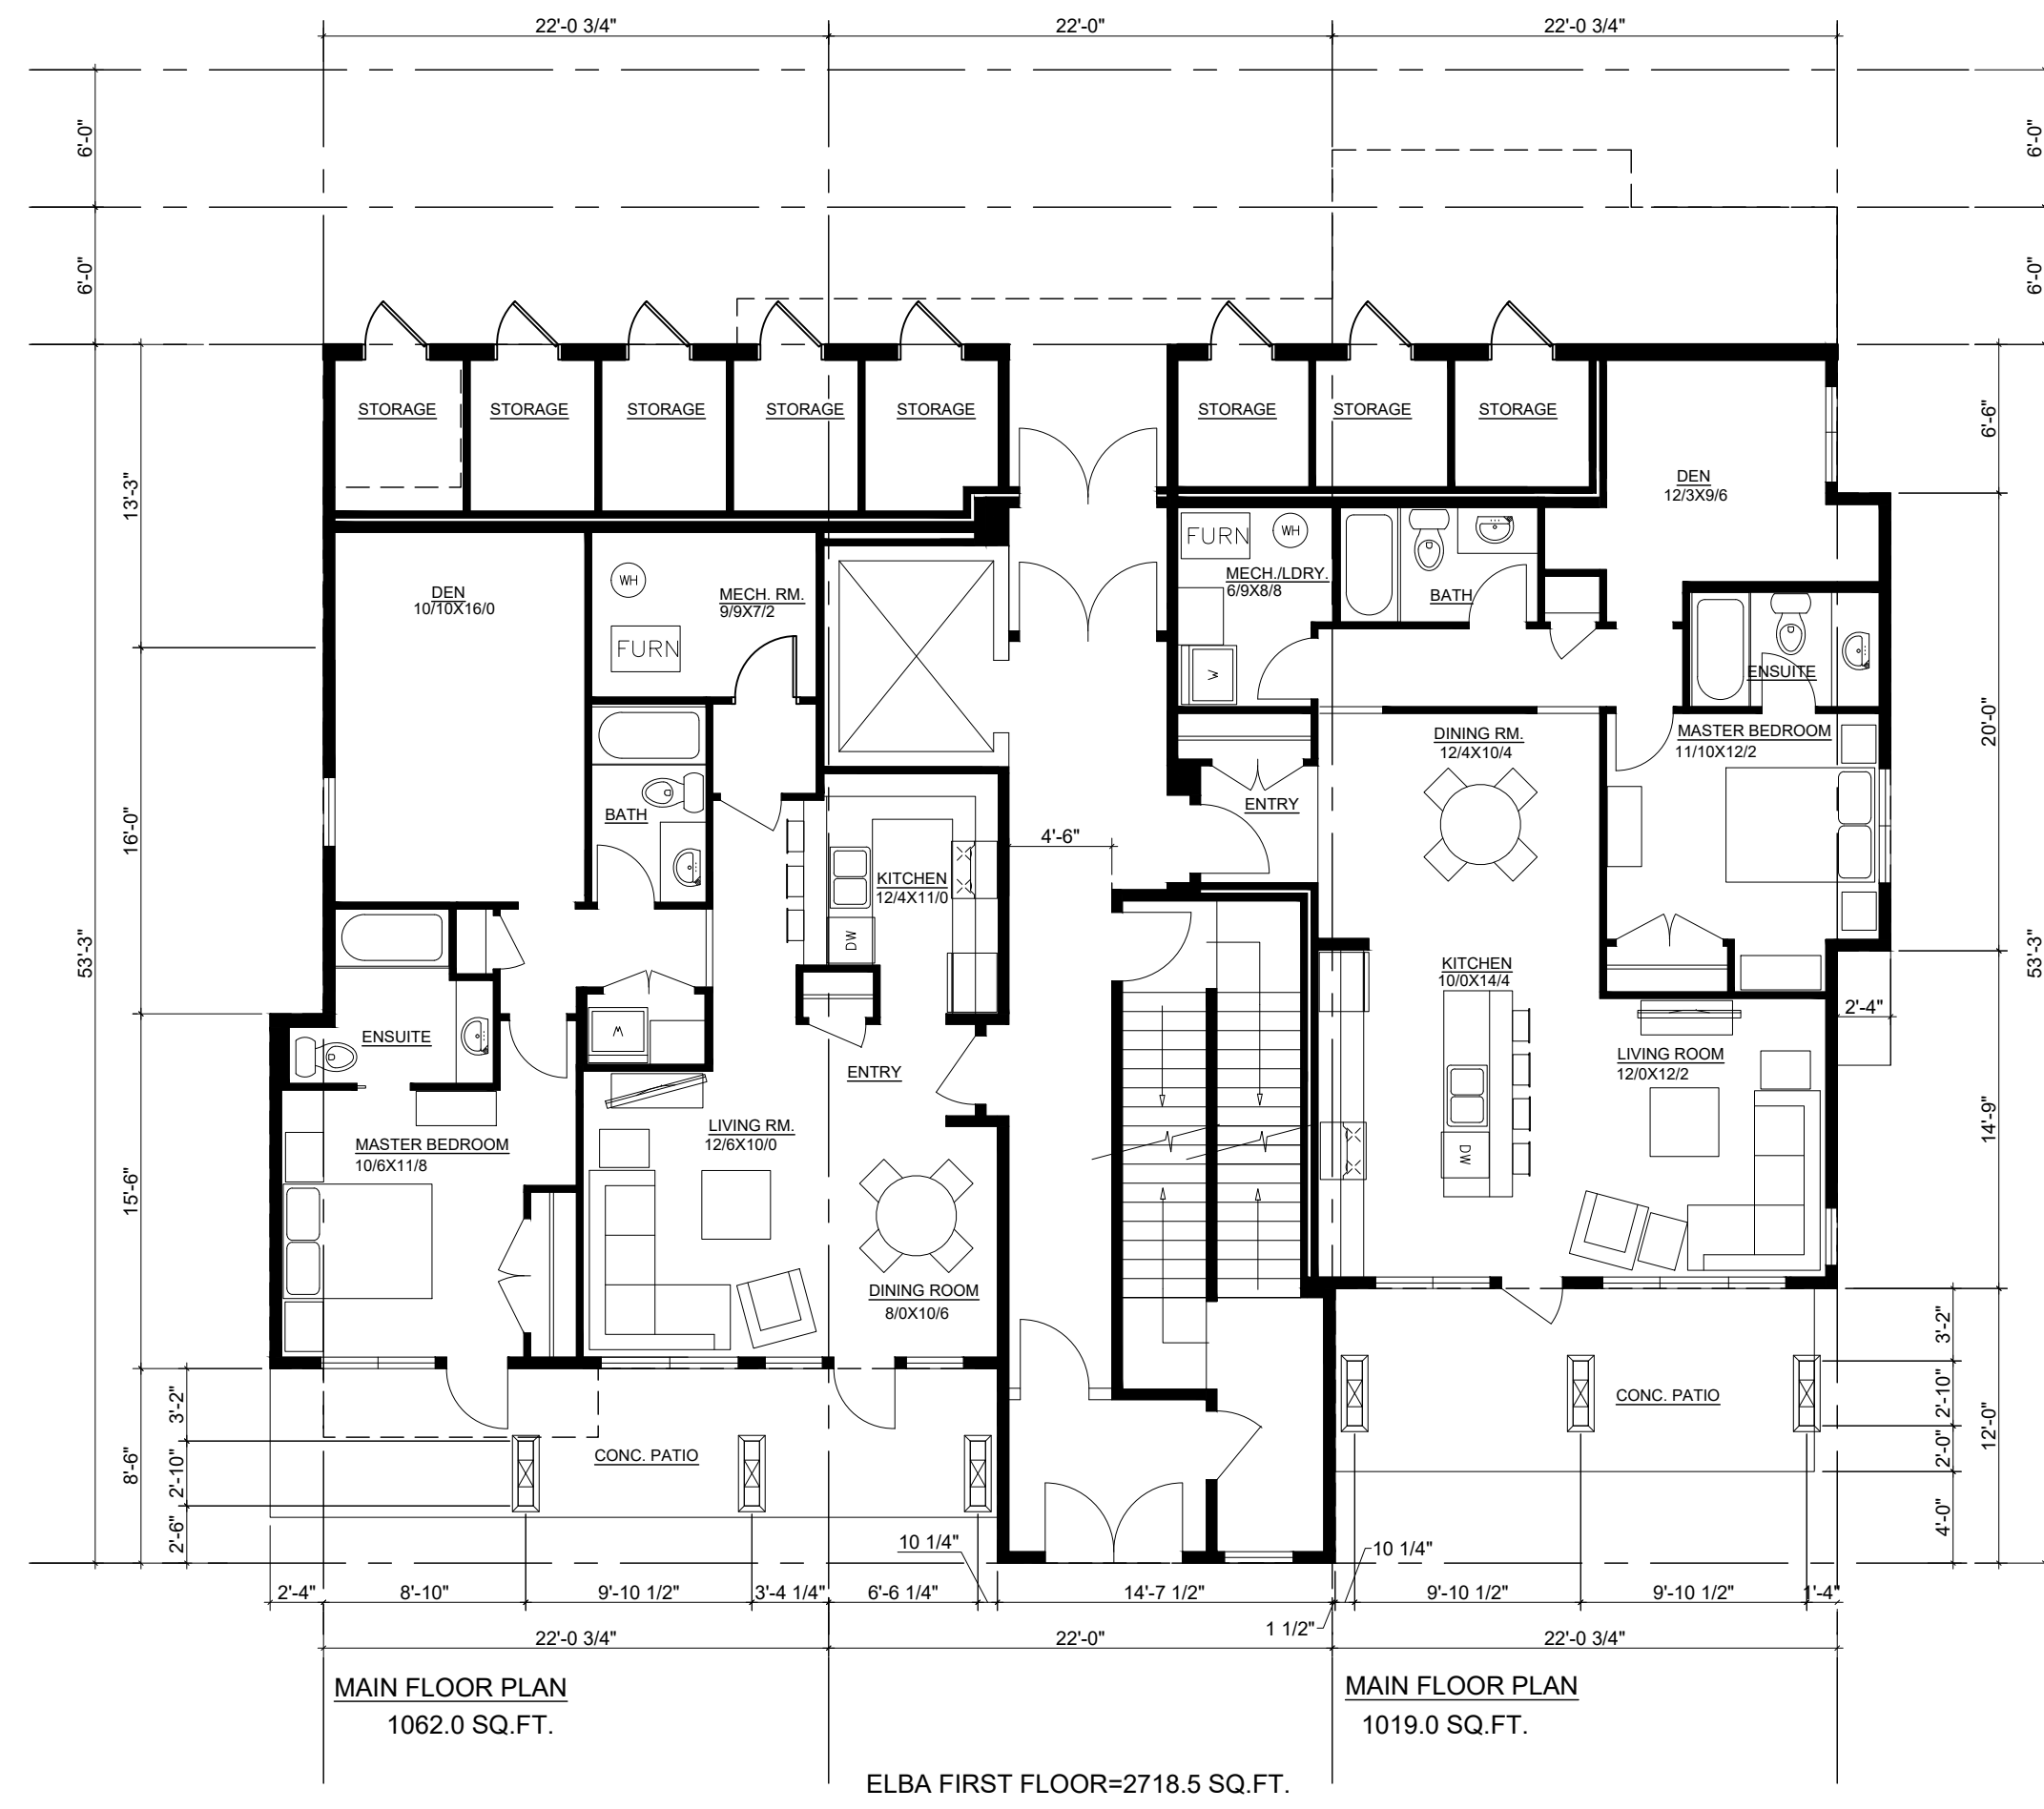 22'-0 3/4"
22'-0"
22'-0 3/4"
6'-0"
6'-0"
6'-0"
6'-0"
STORAGE
STORAGE
STORAGE
STORAGE
STORAGE
STORAGE
STORAGE
STORAGE
13'-3"
6'-6"
DEN
12/3X9/6
FURN
WH
MECH./LDRY.
6/9X8/8
BATH
DEN
10/10X16/0
WH
FURN
MECH. RM.
9/9X7/2
ENSUITE
W
20'-0"
DINING RM.
12/4X10/4
MASTER BEDROOM
11/10X12/2
ENTRY
16'-0"
BATH
4'-6"
KITCHEN
12/4X11/0
DW
53'-3"
53'-3"
KITCHEN
10/0X14/4
2'-4"
ENSUITE
W
ENTRY
LIVING ROOM
12/0X12/2
14'-9"
LIVING RM.
12/6X10/0
MASTER BEDROOM
10/6X11/8
DW
15'-6"
DINING ROOM
8/0X10/6
3'-2"
2'-10"
2'-0"
4'-0"
12'-0"
CONC. PATIO
3'-2"
2'-10"
2'-6"
8'-6"
CONC. PATIO
10 1/4"
10 1/4"
2'-4"
8'-10"
9'-10 1/2"
3'-4 1/4"
6'-6 1/4"
14'-7 1/2"
9'-10 1/2"
9'-10 1/2"
1'-4"
1 1/2"
22'-0 3/4"
22'-0"
22'-0 3/4"
MAIN FLOOR PLAN
1062.0 SQ.FT.
MAIN FLOOR PLAN
1019.0 SQ.FT.
ELBA FIRST FLOOR=2718.5 SQ.FT.